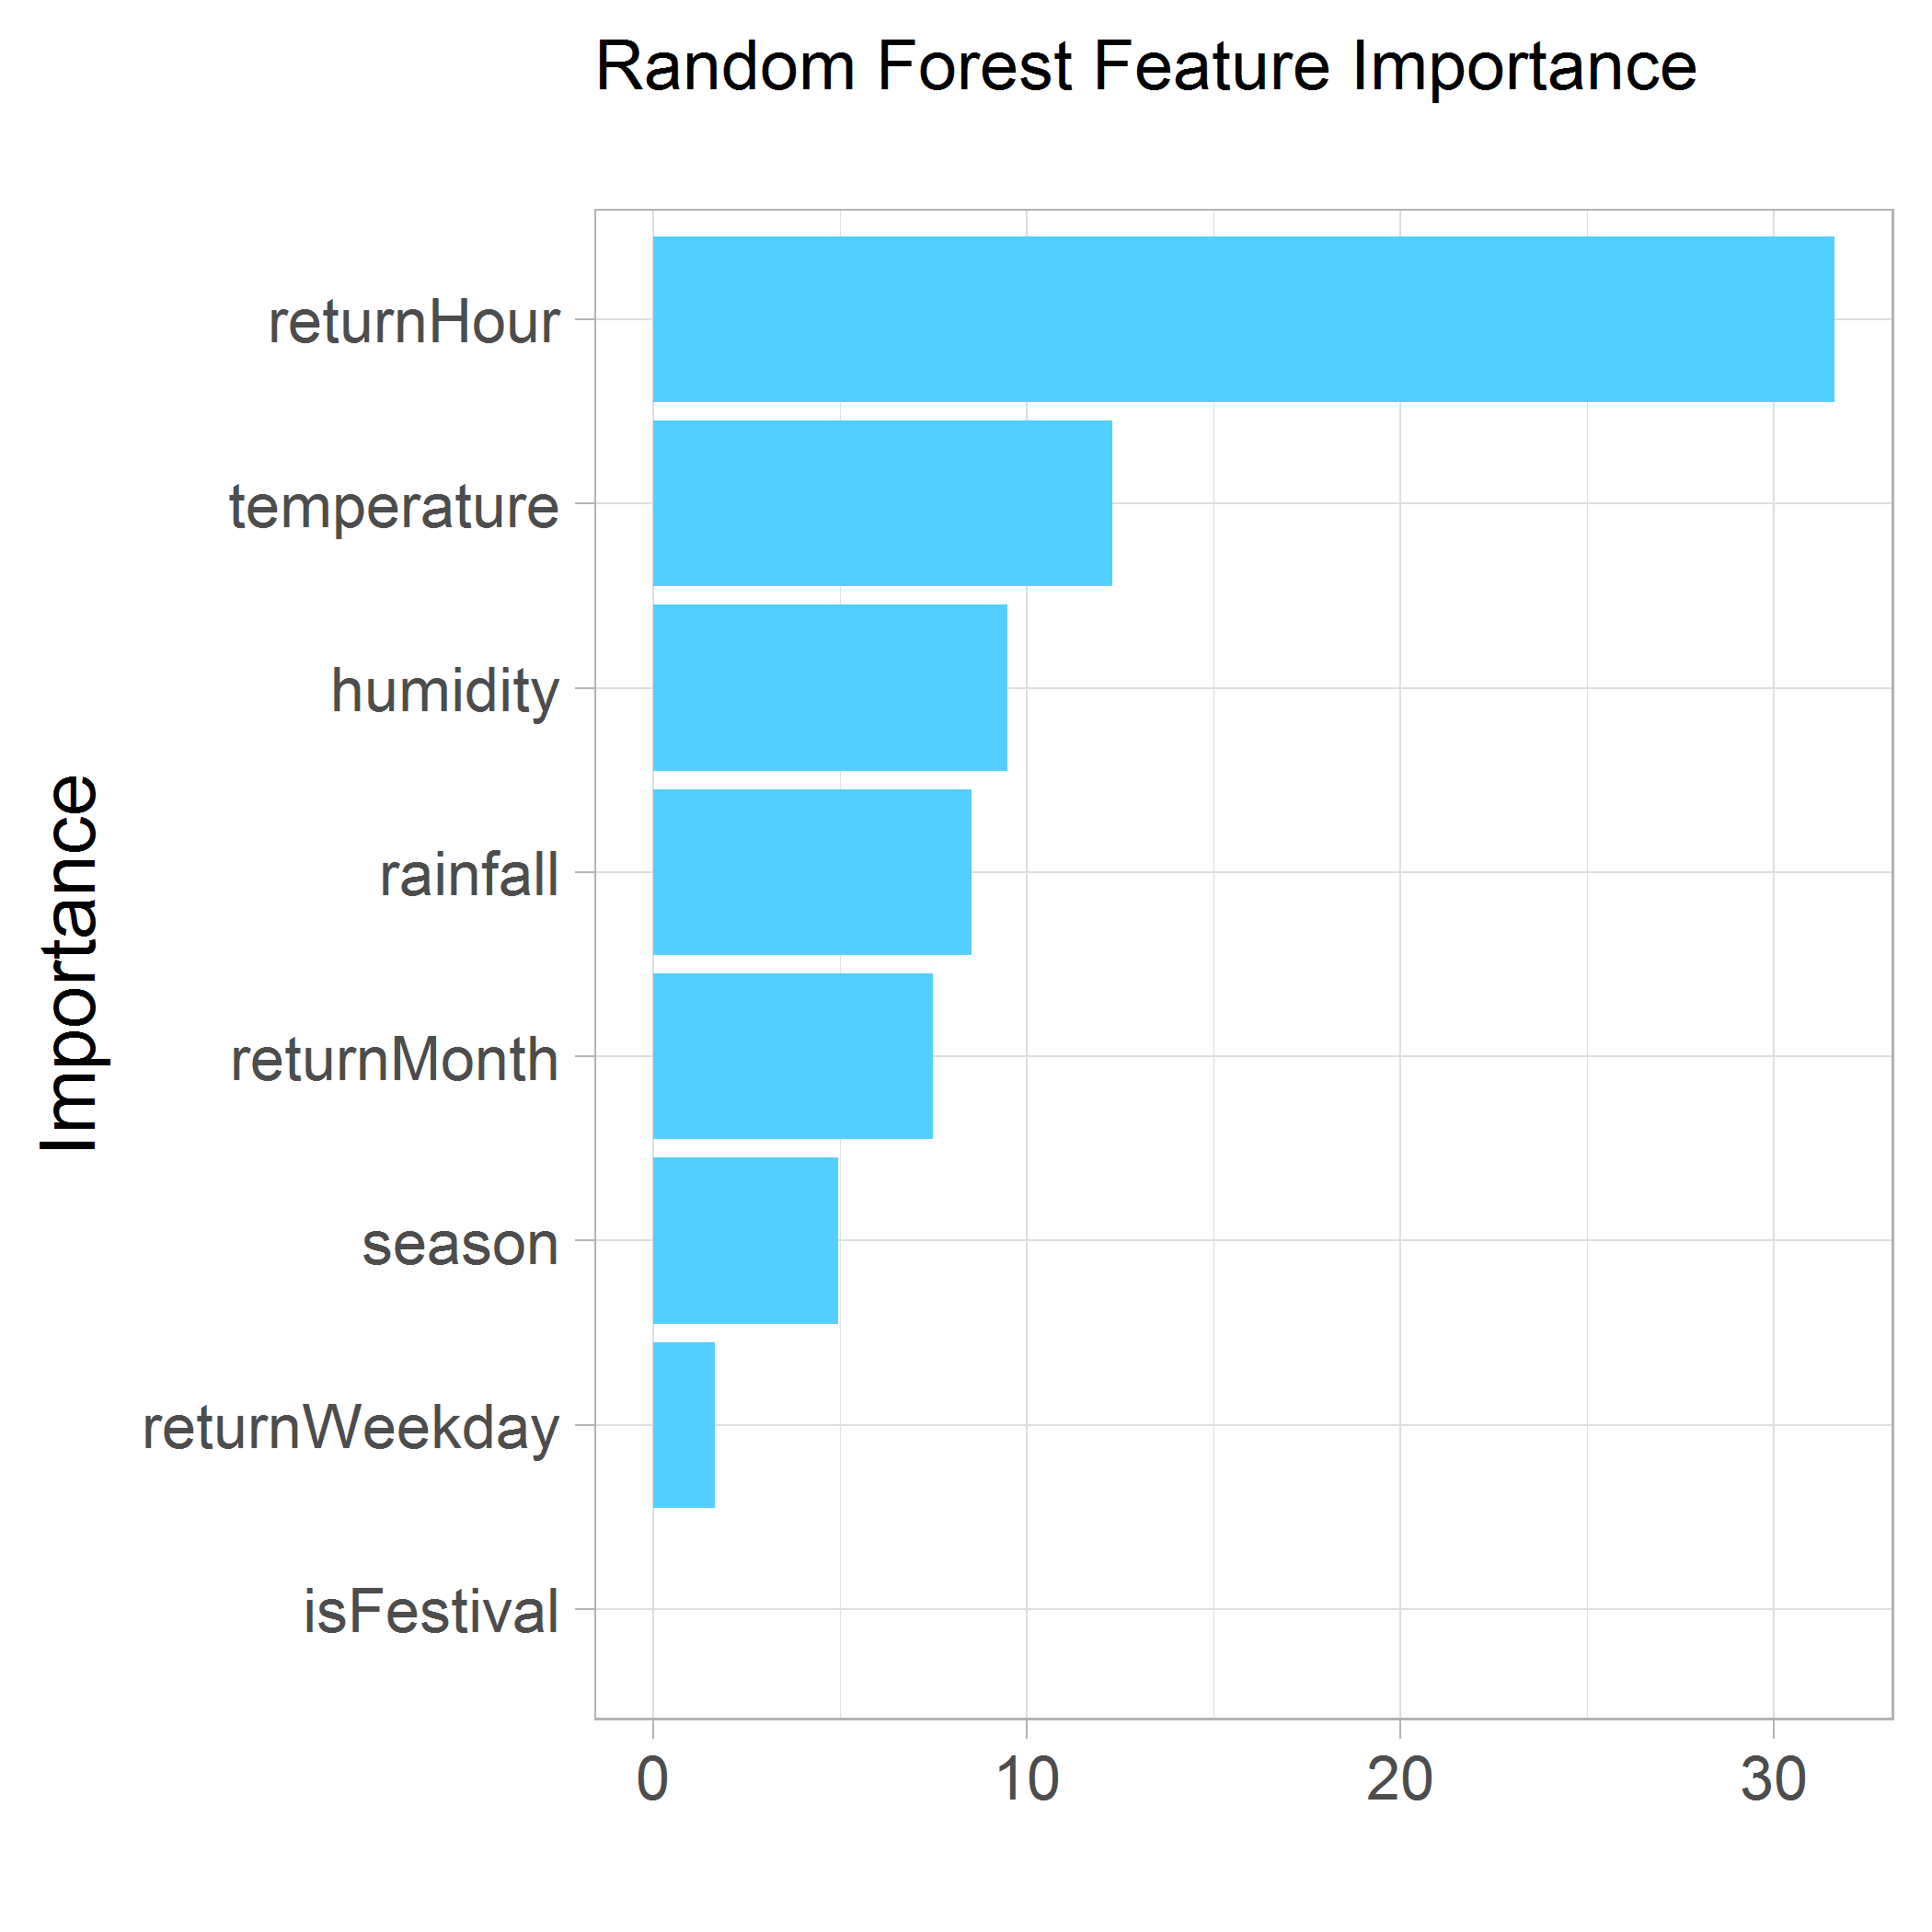 Random Forest Feature Importance
Importance
returnHour
temperature
humidity
rainfall
returnMonth
season
returnWeekday
isFestival
0 10 20 30